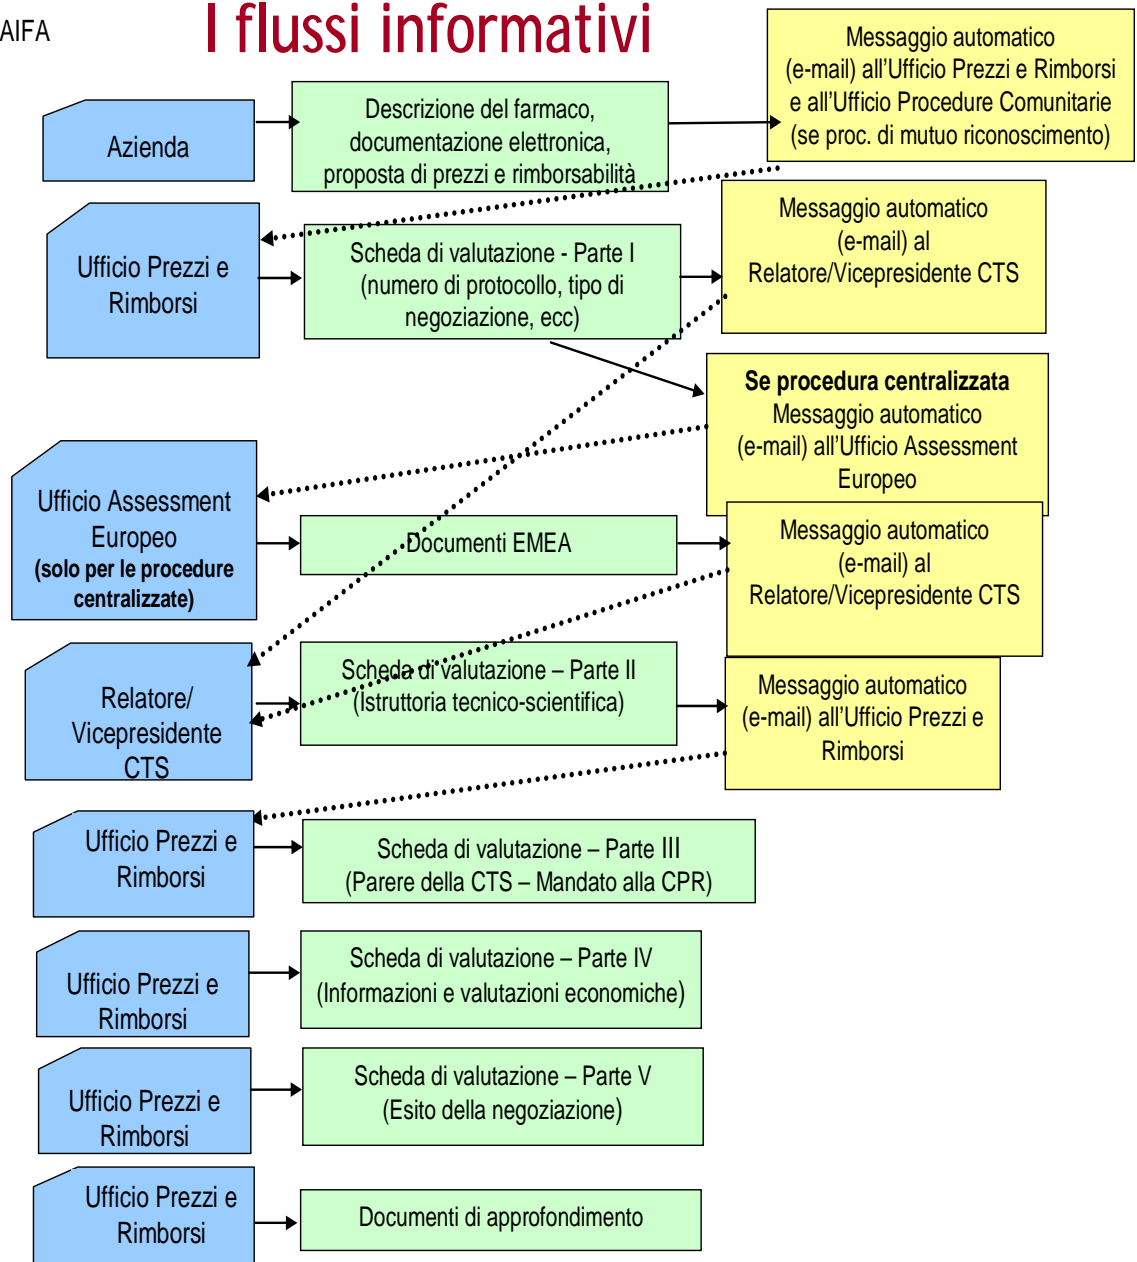 AIFA
I flussi informativi
Messaggio automatico
(e-mail) all'Ufficio Prezzi e Rimborsi
e all'Ufficio Procedure Comunitarie
(se proc. di mutuo riconoscimento)
Azienda
Descrizione del farmaco,
documentazione elettronica,
proposta di prezzi e rimborsabilità
Ufficio Prezzi e
Rimborsi
Scheda di valutazione - Parte I
(numero di protocollo, tipo di
negoziazione, ecc)
Messaggio automatico
(e-mail) al
Relatore/Vicepresidente CTS
Se procedura centralizzata
Messaggio automatico
(e-mail) all'Ufficio Assessment
Europeo
Ufficio Assessment
Europeo
(solo per le procedure
centralizzate)
Documenti EMEA
Messaggio automatico
(e-mail) al
Relatore/Vicepresidente CTS
Relatore/
Vicepresidente
CTS
Scheda di valutazione – Parte II
(Istruttoria tecnico-scientifica)
Messaggio automatico
(e-mail) all'Ufficio Prezzi e
Rimborsi
Ufficio Prezzi e
Rimborsi
Scheda di valutazione – Parte III
(Parere della CTS – Mandato alla CPR)
Ufficio Prezzi e
Rimborsi
Scheda di valutazione – Parte IV
(Informazioni e valutazioni economiche)
Ufficio Prezzi e
Rimborsi
Scheda di valutazione – Parte V
(Esito della negoziazione)
Ufficio Prezzi e
Rimborsi
Documenti di approfondimento